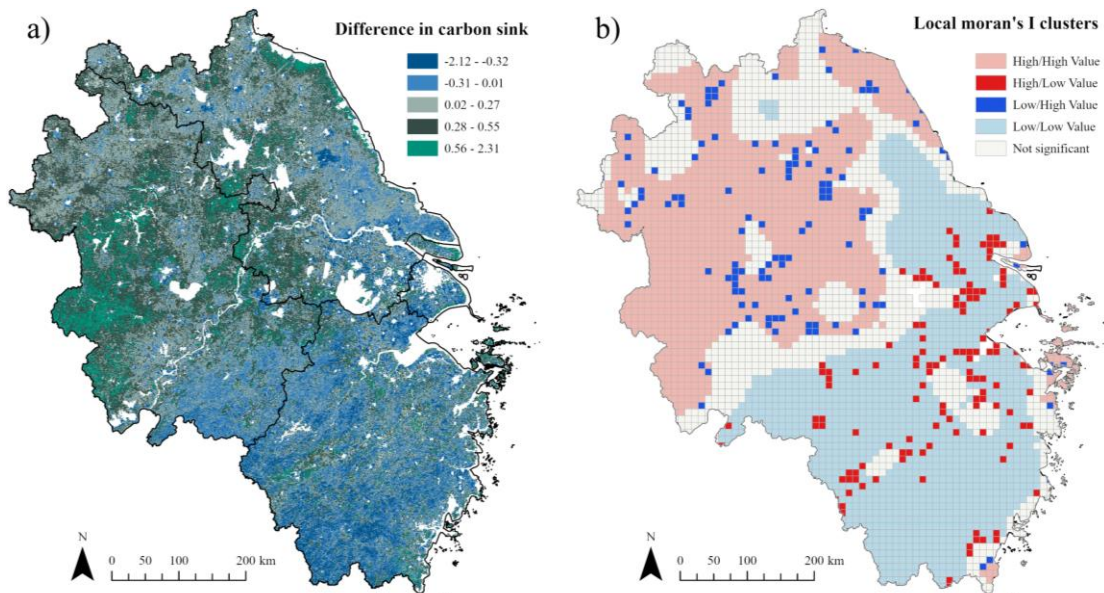 a)
Difference in carbon sink
-2.12 - -0.32
-0.31 - 0.01
0.02 - 0.27
0.28 - 0.55
0.56 - 2.31
N
0 50 100 200 km
b)
Local moran's I clusters
High/High Value
High/Low Value
Low/High Value
Low/Low Value
Not significant
N
0 50 100 200 km